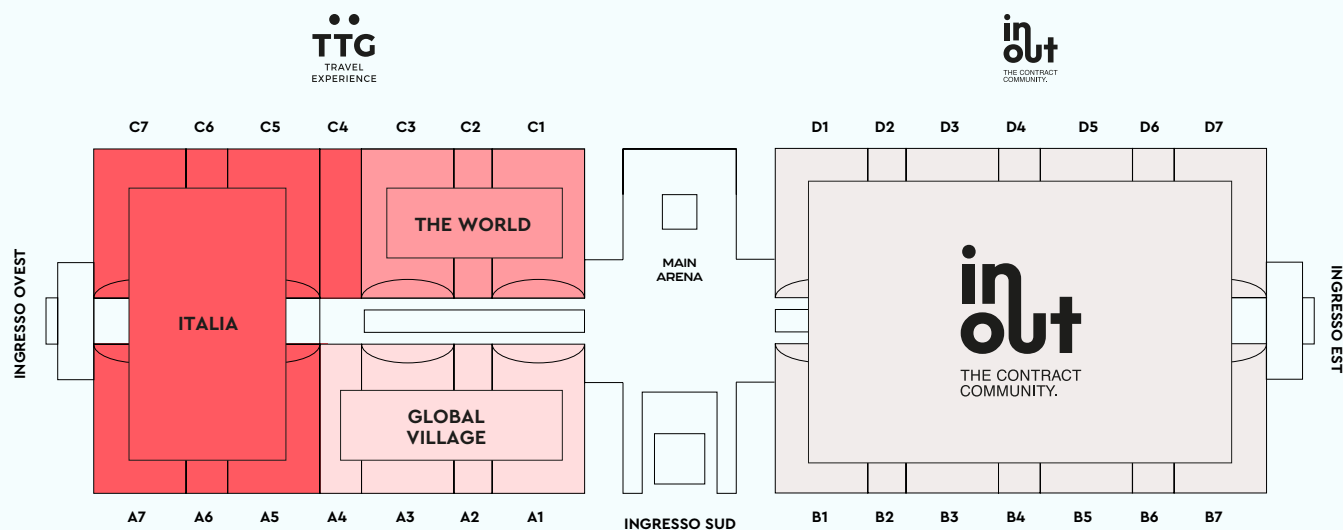 TTG
TRAVEL
EXPERIENCE
in
out
THE CONTRACT
COMMUNITY.
C7 C6 C5 C4 C3 C2 C1
D1 D2 D3 D4 D5 D6 D7
THE WORLD
MAIN
ARENA
INGRESSO OVEST
ITALIA
in
out
THE CONTRACT
COMMUNITY.
INGRESSO EST
GLOBAL
VILLAGE
A7 A6 A5 A4 A3 A2 A1
INGRESSO SUD
B1 B2 B3 B4 B5 B6 B7